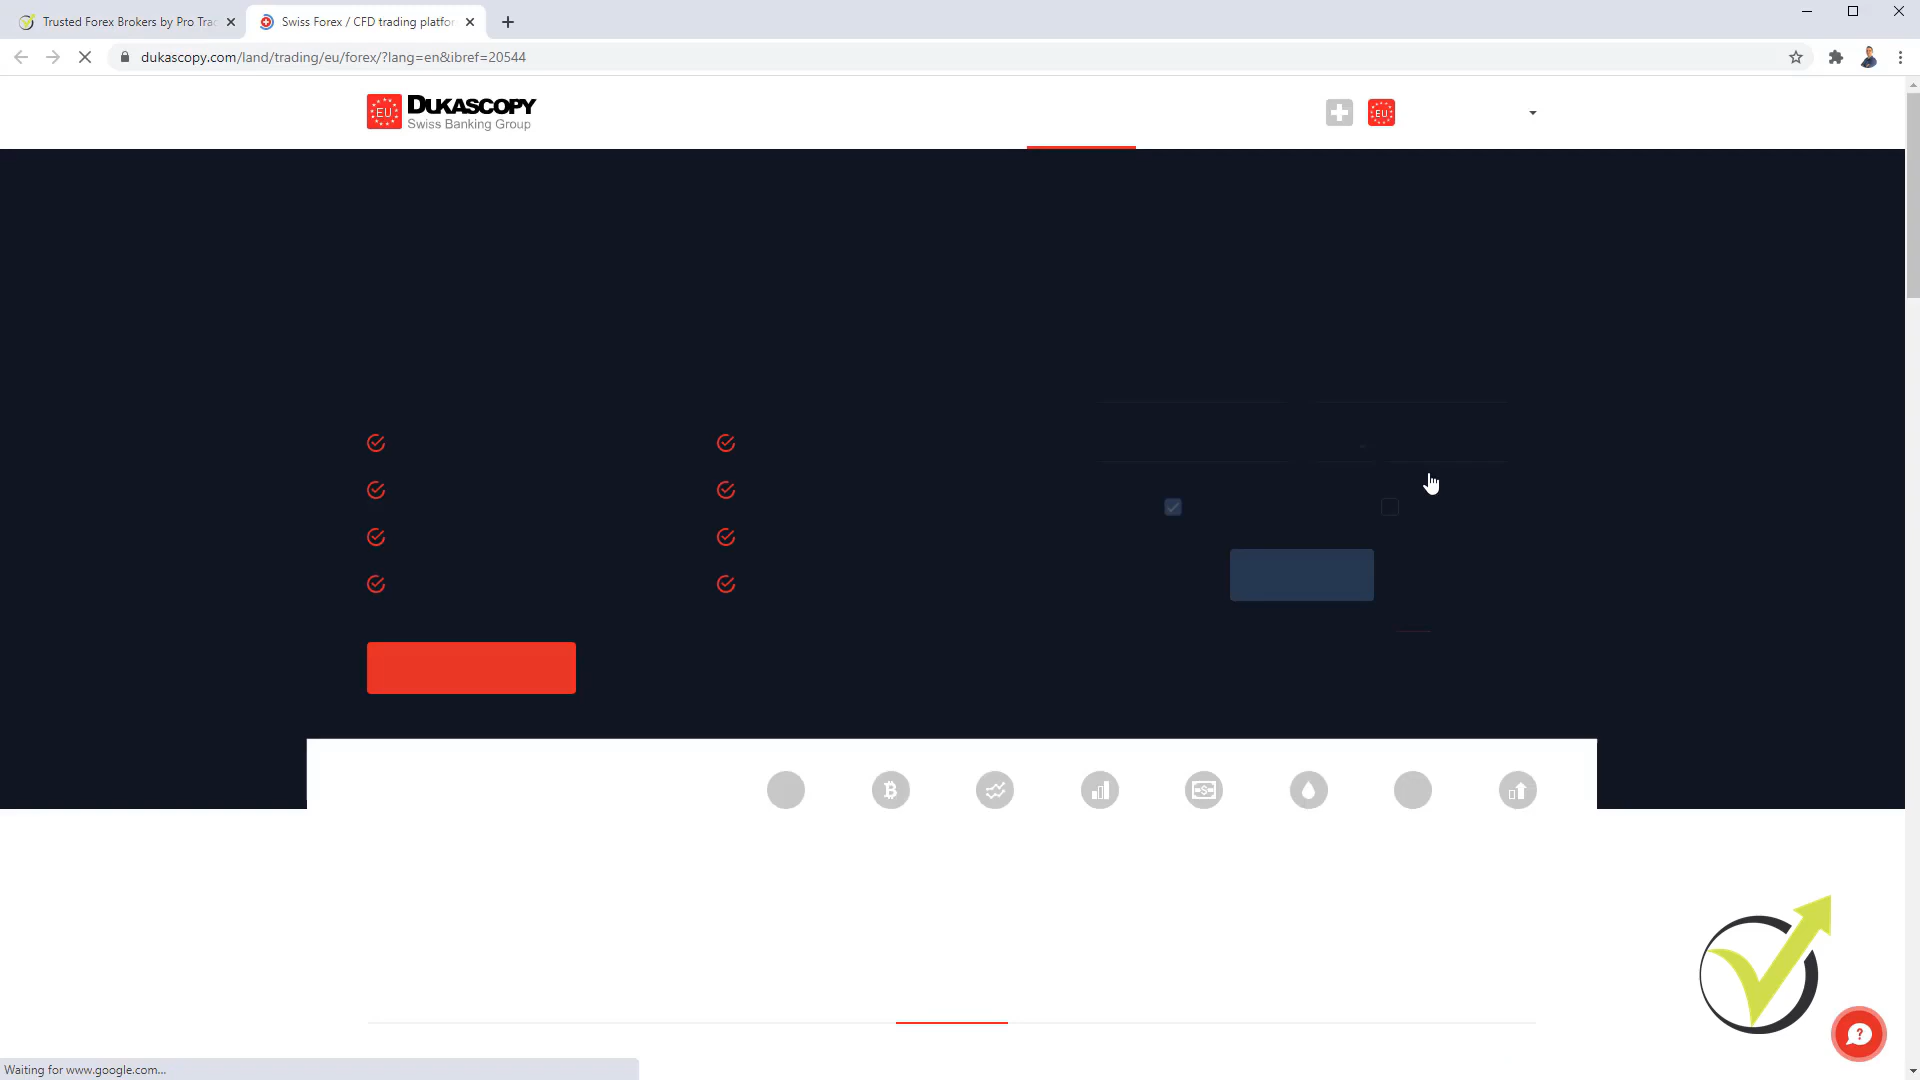 Trusted Forex Brokers by Pro Tra
Swiss Forex / CFD trading platfor
dukascopy.com/land/trading/eu/forex/?lang=en&ibref=20544
EU
DUKASCOPY
Swiss Banking Group
EU
Waiting for www.google.com...